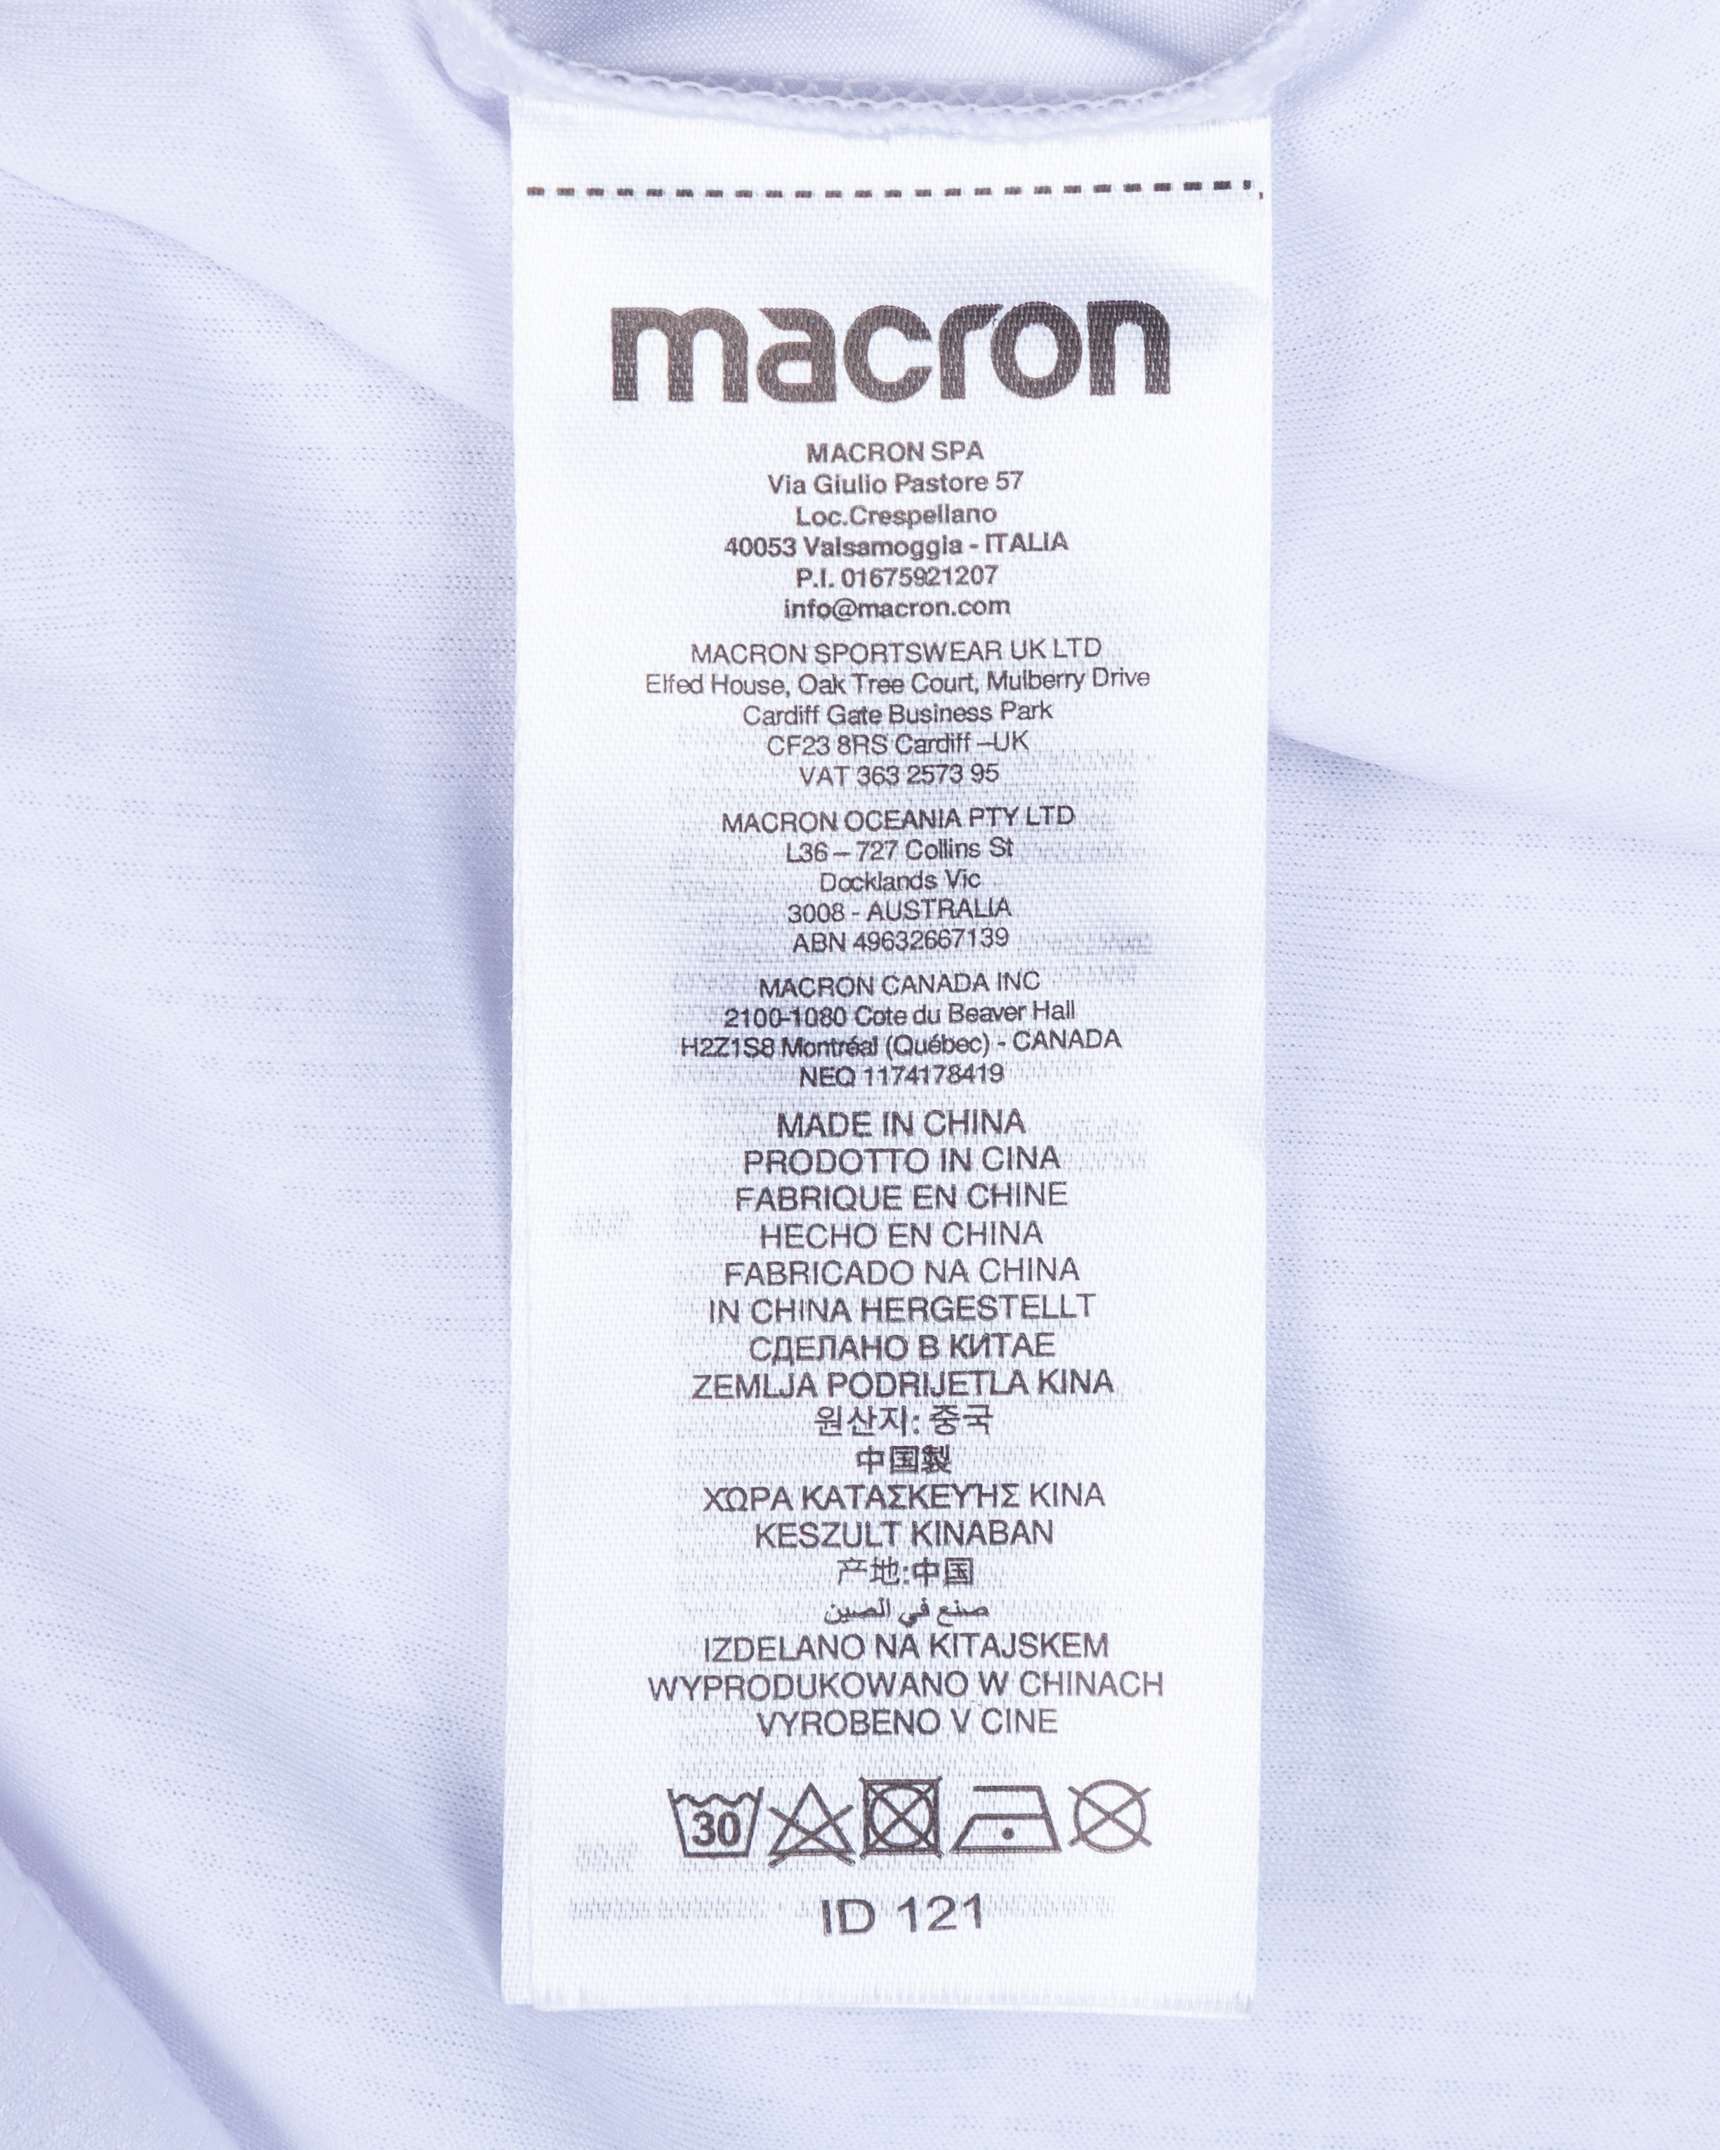 macron
MACRON SPA
Via Giulio Pastore 57
Loc.Crespellano
40053 Valsamoggia - ITALIA
P.I. 01675921207
info@macron.com
MACRON SPORTSWEAR UK LTD
Elfed House, Oak Tree Court, Mulberry Drive
Cardiff Gate Business Park
CF23 8RS Cardiff –UK
VAT 363 2573 95
MACRON OCEANIA PTY LTD
L36 – 727 Collins St
Docklands Vic
3008 - AUSTRALIA
ABN 49632667139
MACRON CANADA INC
2100-1080 Cote du Beaver Hall
H2Z1S8 Montréal (Québec) - CANADA
NEQ 1174178419
MADE IN CHINA
PRODOTTO IN CINA
FABRIQUE EN CHINE
HECHO EN CHINA
FABRICADO NA CHINA
IN CHINA HERGESTELLT
СДЕЛАНО В КИТАЕ
ZEMLJA PODRIJETLA KINA
원산지: 중국
中国製
ΧΏΡΑ ΚΑΤΑΣΚΕΥΉΣ ΚΙΝΑ
KESZULT KINABAN
产地:中国
صنع في الصين
IZDELANO NA KITAJSKEM
WYPRODUKOWANO W CHINACH
VYROBENO V CINE
30
ID 121